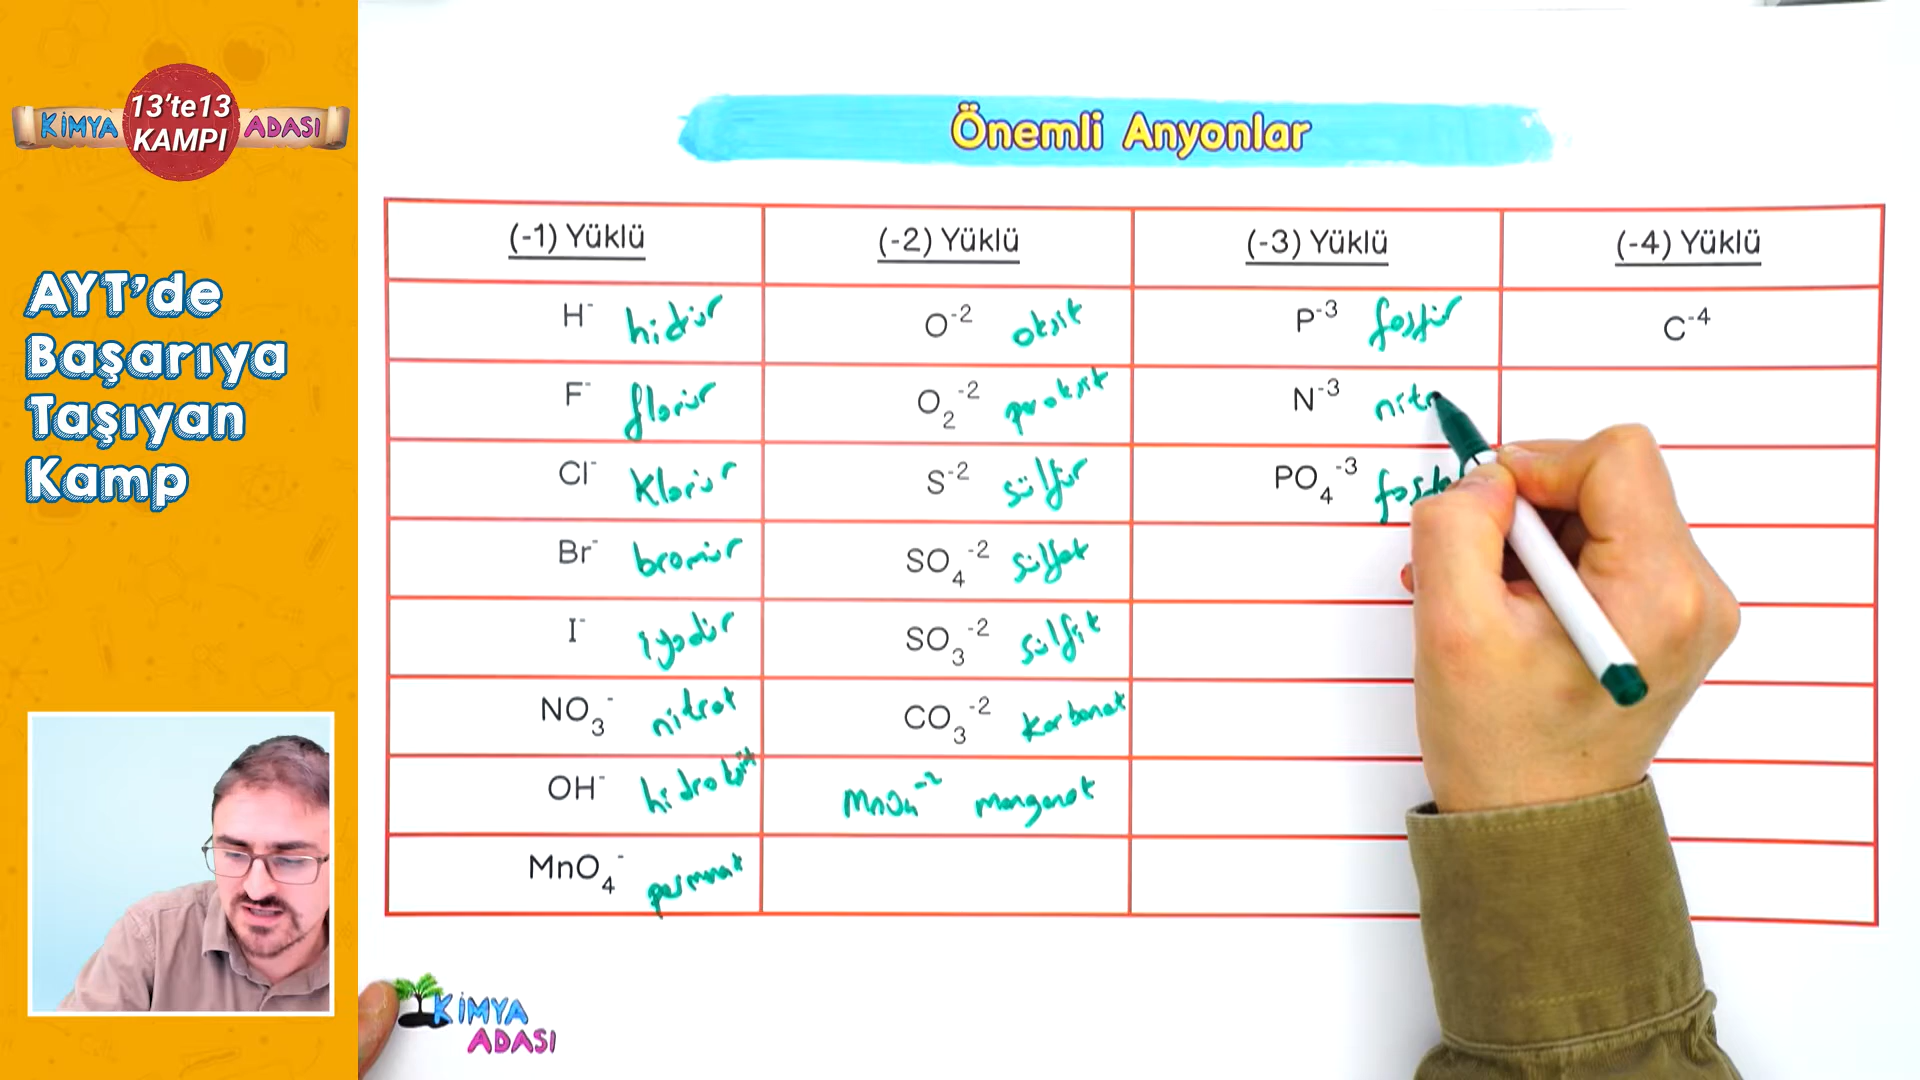 KİMYA 13'te13 ADASI
KAMPI
AYT'de
Başarıya
Taşıyan
Kamp
Önemli Anyonlar
(-1) Yüklü (-2) Yüklü (-3) Yüklü (-4) Yüklü
H⁻ hidrür O⁻² oksit P⁻³ fosfür C⁻⁴
F⁻ florür O₂⁻² peroksit N⁻³ nitr
Cl⁻ klorür S⁻² sülfür PO₄⁻³
Br⁻ bromür SO₄⁻² sülfat
I⁻ iyodür SO₃⁻² sülfit
NO₃⁻ nitrat CO₃⁻² karbonat
OH⁻ hidroksit MnO₄⁻² manganat
MnO₄⁻
KİMYA
ADASI